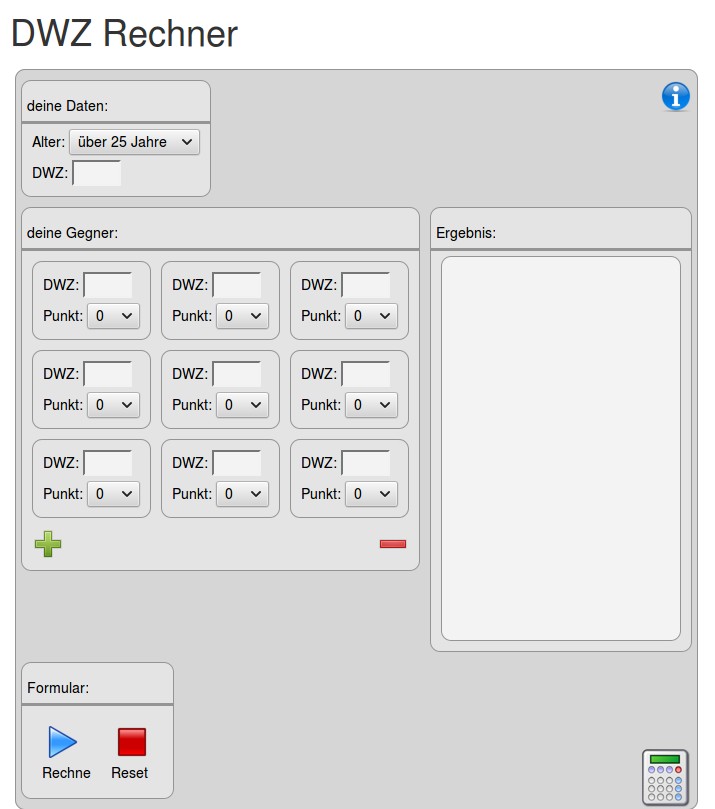 DWZ Rechner
deine Daten:
Alter: über 25 Jahre
DWZ:
deine Gegner:
DWZ: DWZ: DWZ:
Punkt: 0 Punkt: 0 Punkt: 0
DWZ: DWZ: DWZ:
Punkt: 0 Punkt: 0 Punkt: 0
DWZ: DWZ: DWZ:
Punkt: 0 Punkt: 0 Punkt: 0
Ergebnis:
Formular:
Rechne Reset